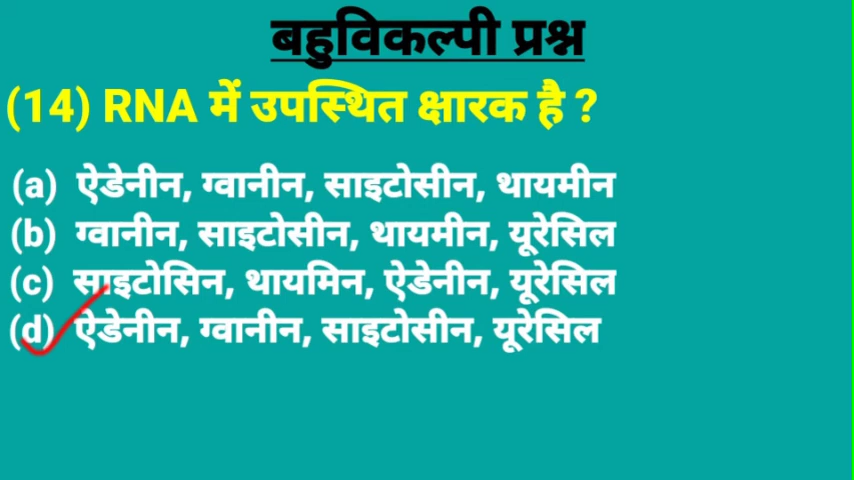 बहुविकल्पी प्रश्न
(14) RNA में उपस्थित क्षारक है ?
(a) ऐडेनीन, ग्वानीन, साइटोसीन, थायमीन
(b) ग्वानीन, साइटोसीन, थायमीन, यूरेसिल
(c) साइटोसिन, थायमिन, ऐडेनीन, यूरेसिल
(d) ऐडेनीन, ग्वानीन, साइटोसीन, यूरेसिल